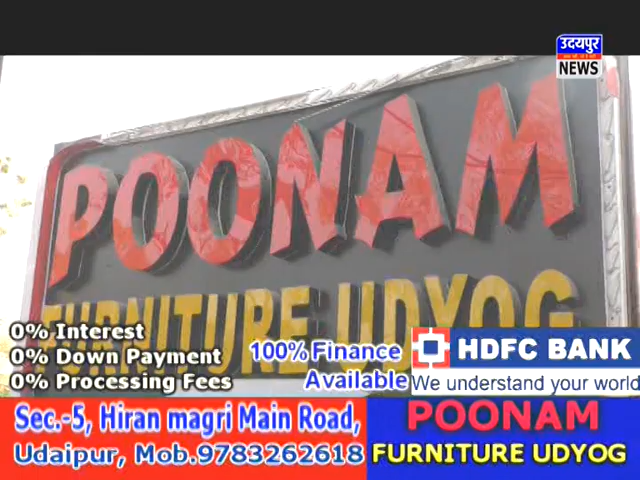 उदयपुर
NEWS
POONAM
FURNITURE UDYOG
0% Interest
0% Down Payment
0% Processing Fees
100% Finance
Available
HDFC BANK
We understand your world
Sec.-5, Hiran magri Main Road,
Udaipur, Mob.9783262618
POONAM
FURNITURE UDYOG